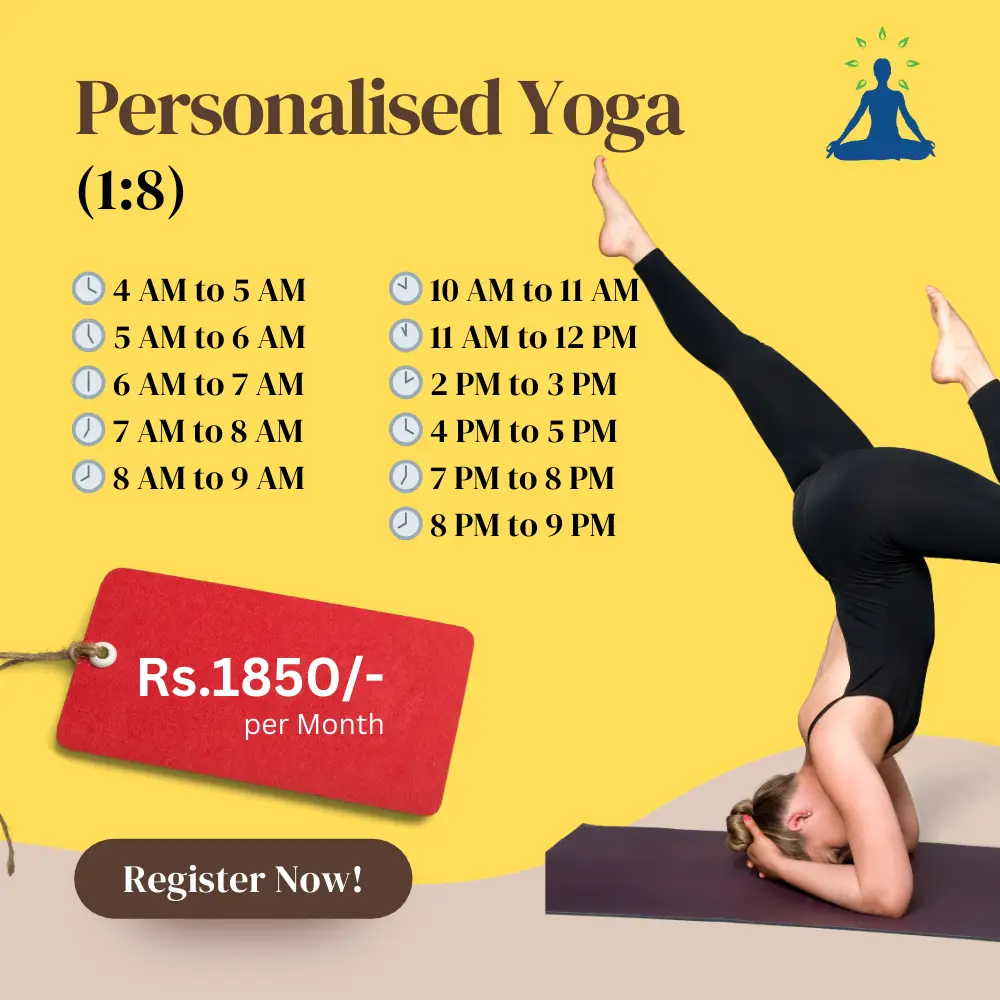 Personalised Yoga
(1:8)
4 AM to 5 AM
5 AM to 6 AM
6 AM to 7 AM
7 AM to 8 AM
8 AM to 9 AM
10 AM to 11 AM
11 AM to 12 PM
2 PM to 3 PM
4 PM to 5 PM
7 PM to 8 PM
8 PM to 9 PM
Rs.1850/-
per Month
Register Now!